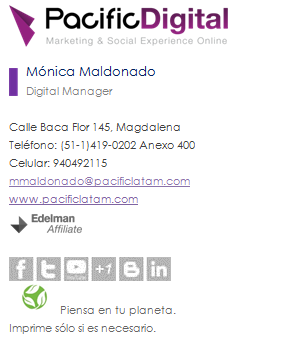 PacificDigital
Marketing & Social Experience Online
Mónica Maldonado
Digital Manager
Calle Baca Flor 145, Magdalena
Teléfono: (51-1)419-0202 Anexo 400
Celular: 940492115
mmaldonado@pacificlatam.com
www.pacificlatam.com
Edelman
Affiliate
f t YouTube +1 B in
Piensa en tu planeta.
Imprime sólo si es necesario.